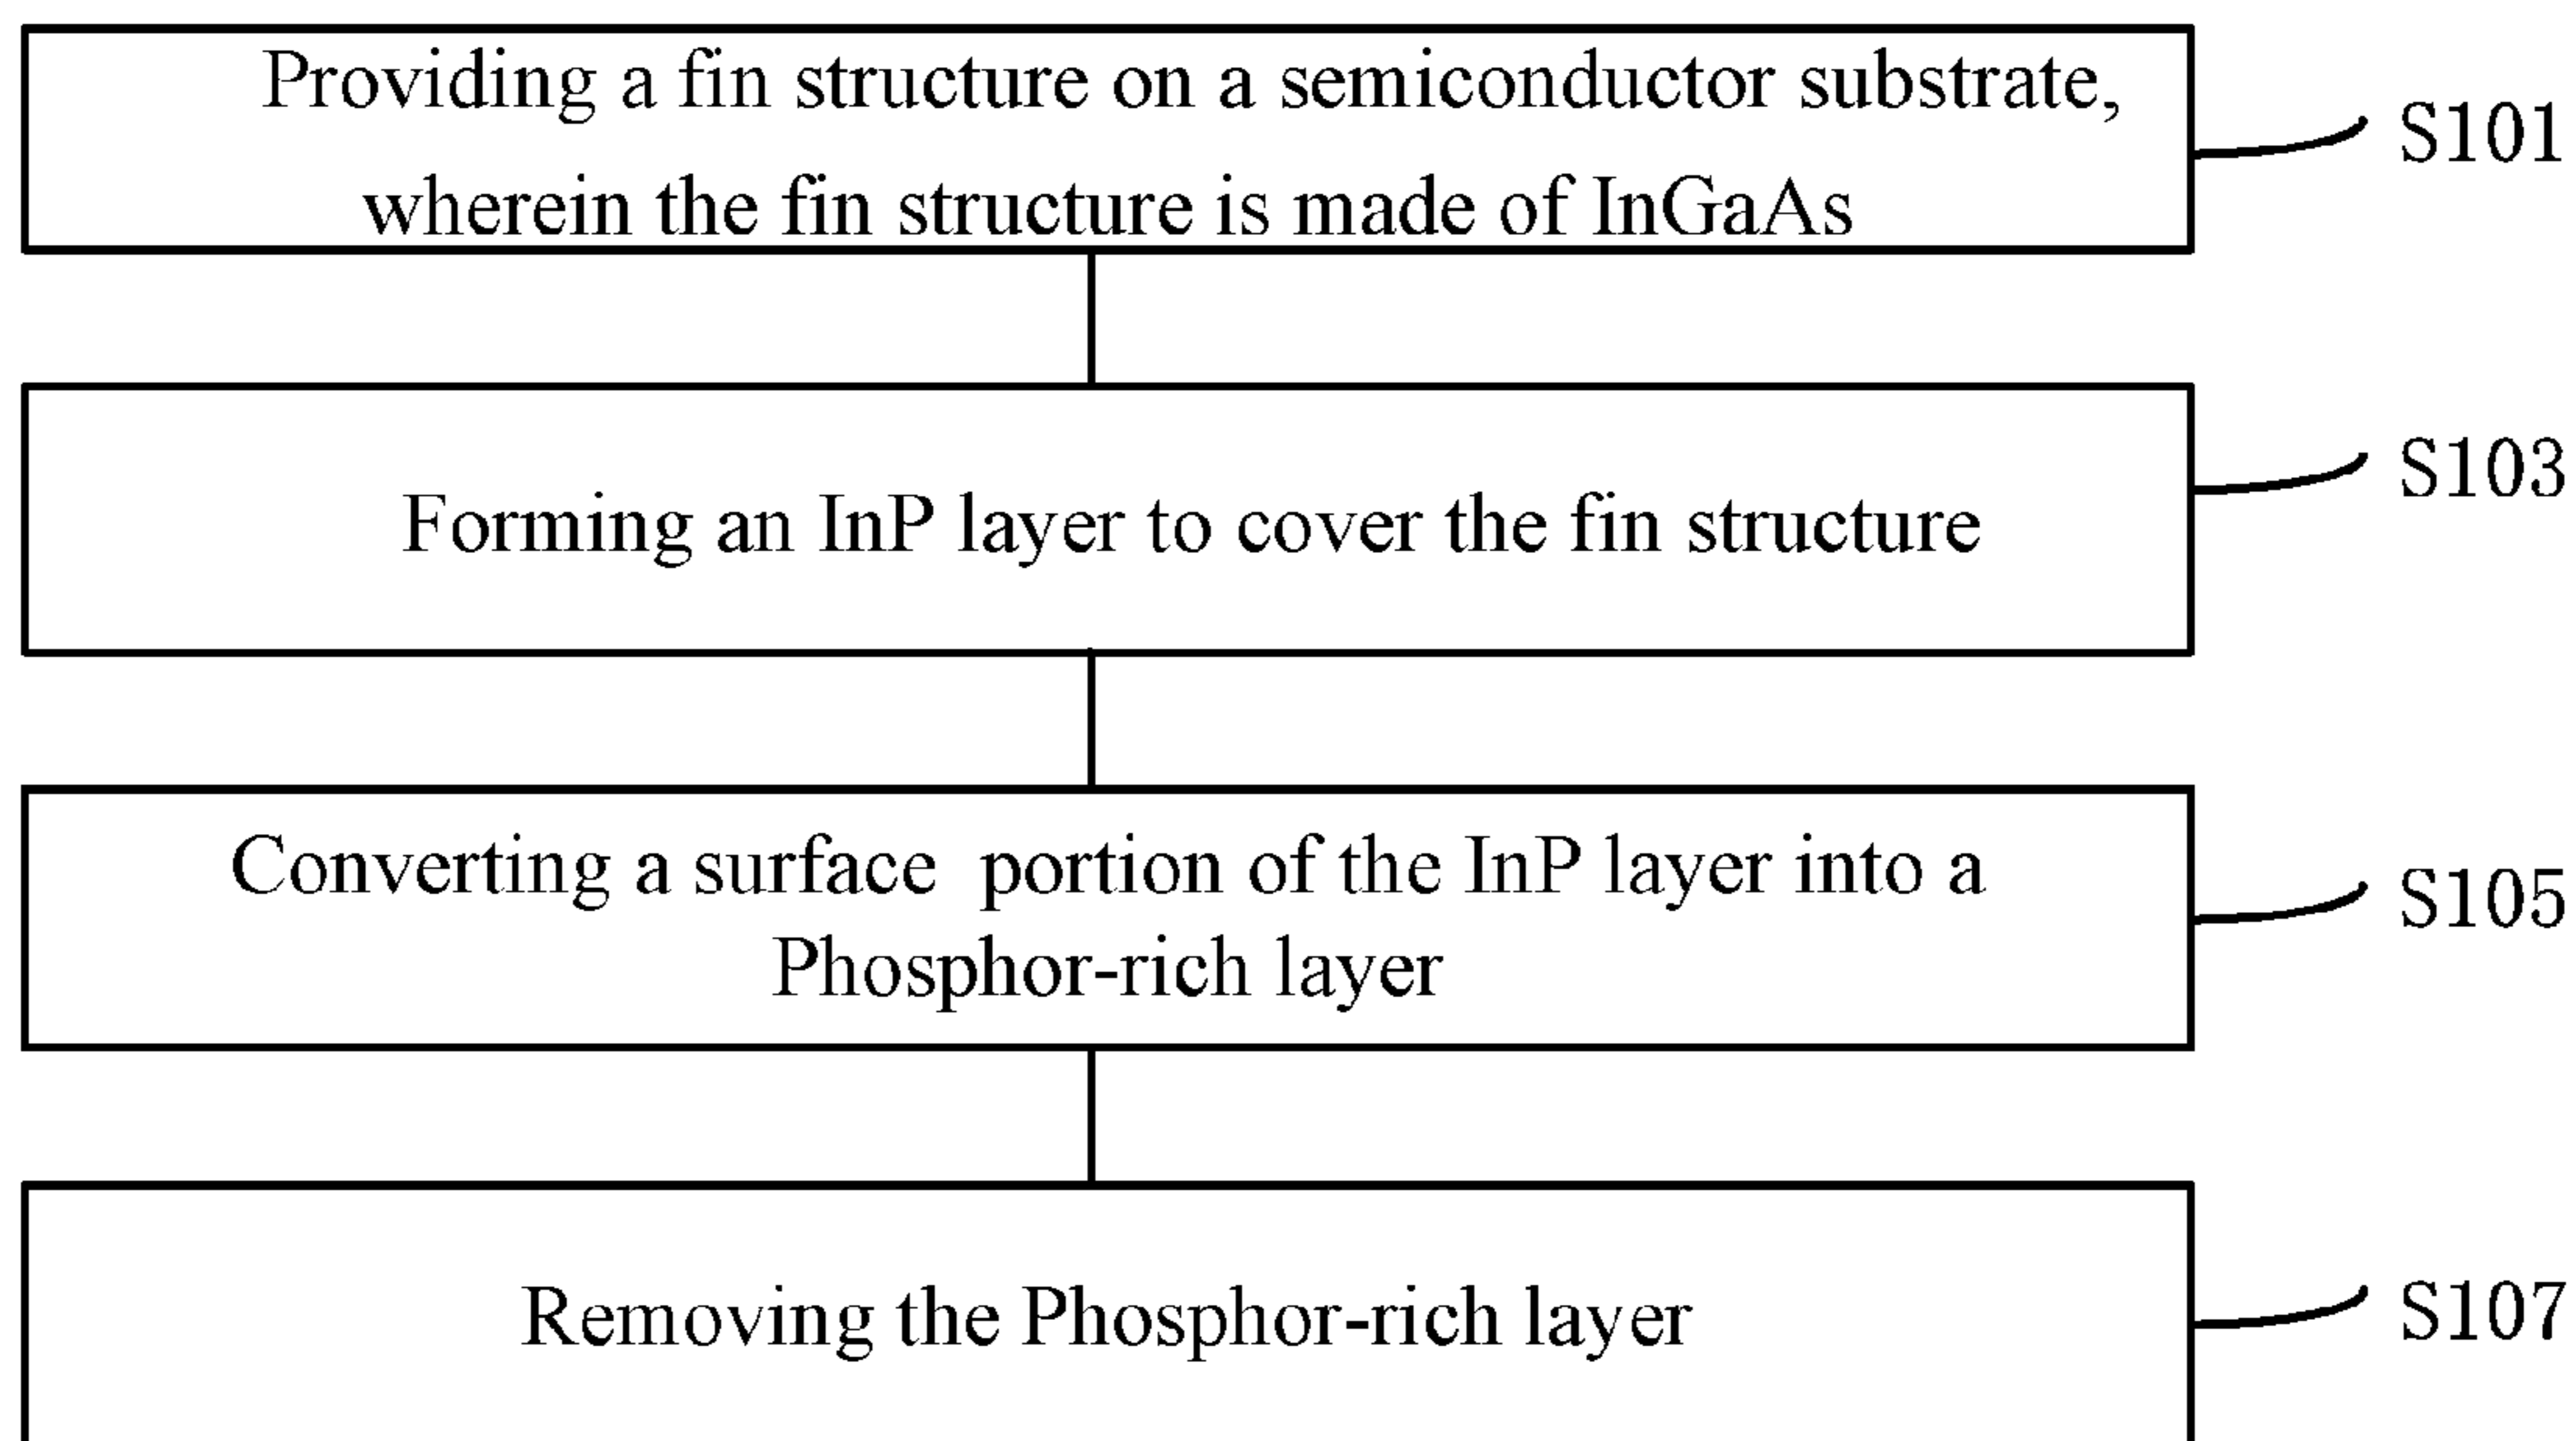 Providing a fin structure on a semiconductor substrate,
wherein the fin structure is made of InGaAs
S101
Forming an InP layer to cover the fin structure
S103
Converting a surface portion of the InP layer into a
Phosphor-rich layer
S105
Removing the Phosphor-rich layer
S107